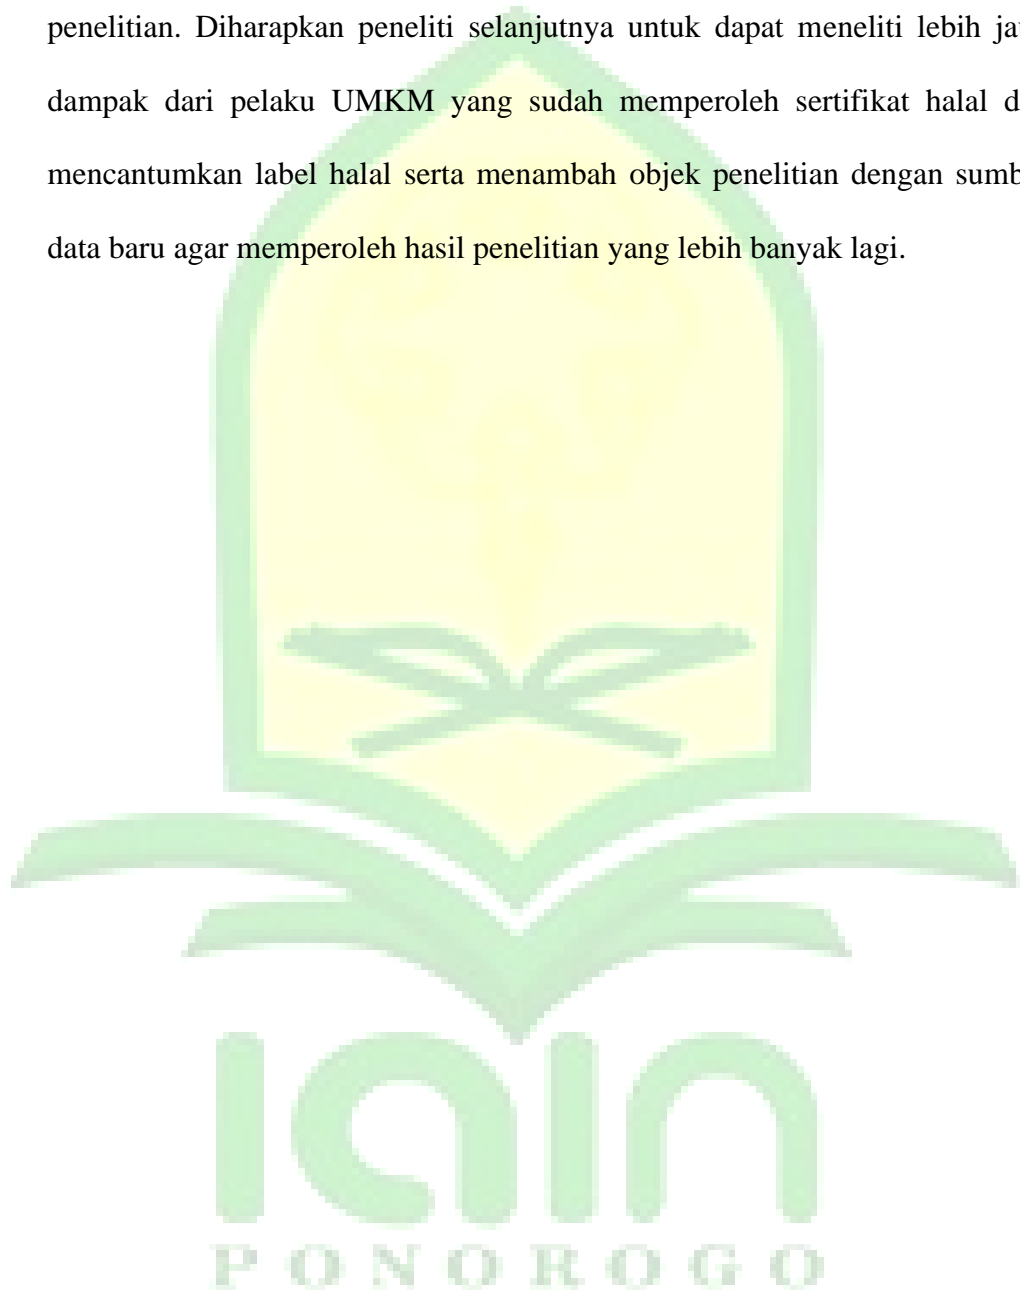 penelitian. Diharapkan peneliti selanjutnya untuk dapat meneliti lebih
dampak dari pelaku UMKM yang sudah memperoleh sertifikat halal
mencantumkan label halal serta menambah objek penelitian dengan
data baru agar memperoleh hasil penelitian yang lebih banyak lagi.
iain
PONOROGO